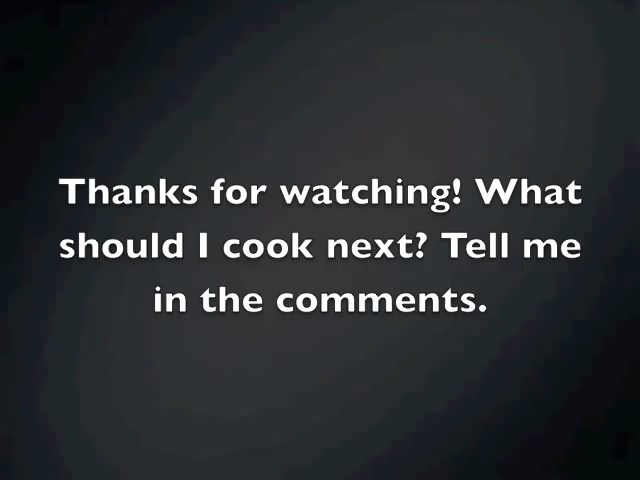 Thanks for watching! What
should I cook next? Tell me
in the comments.